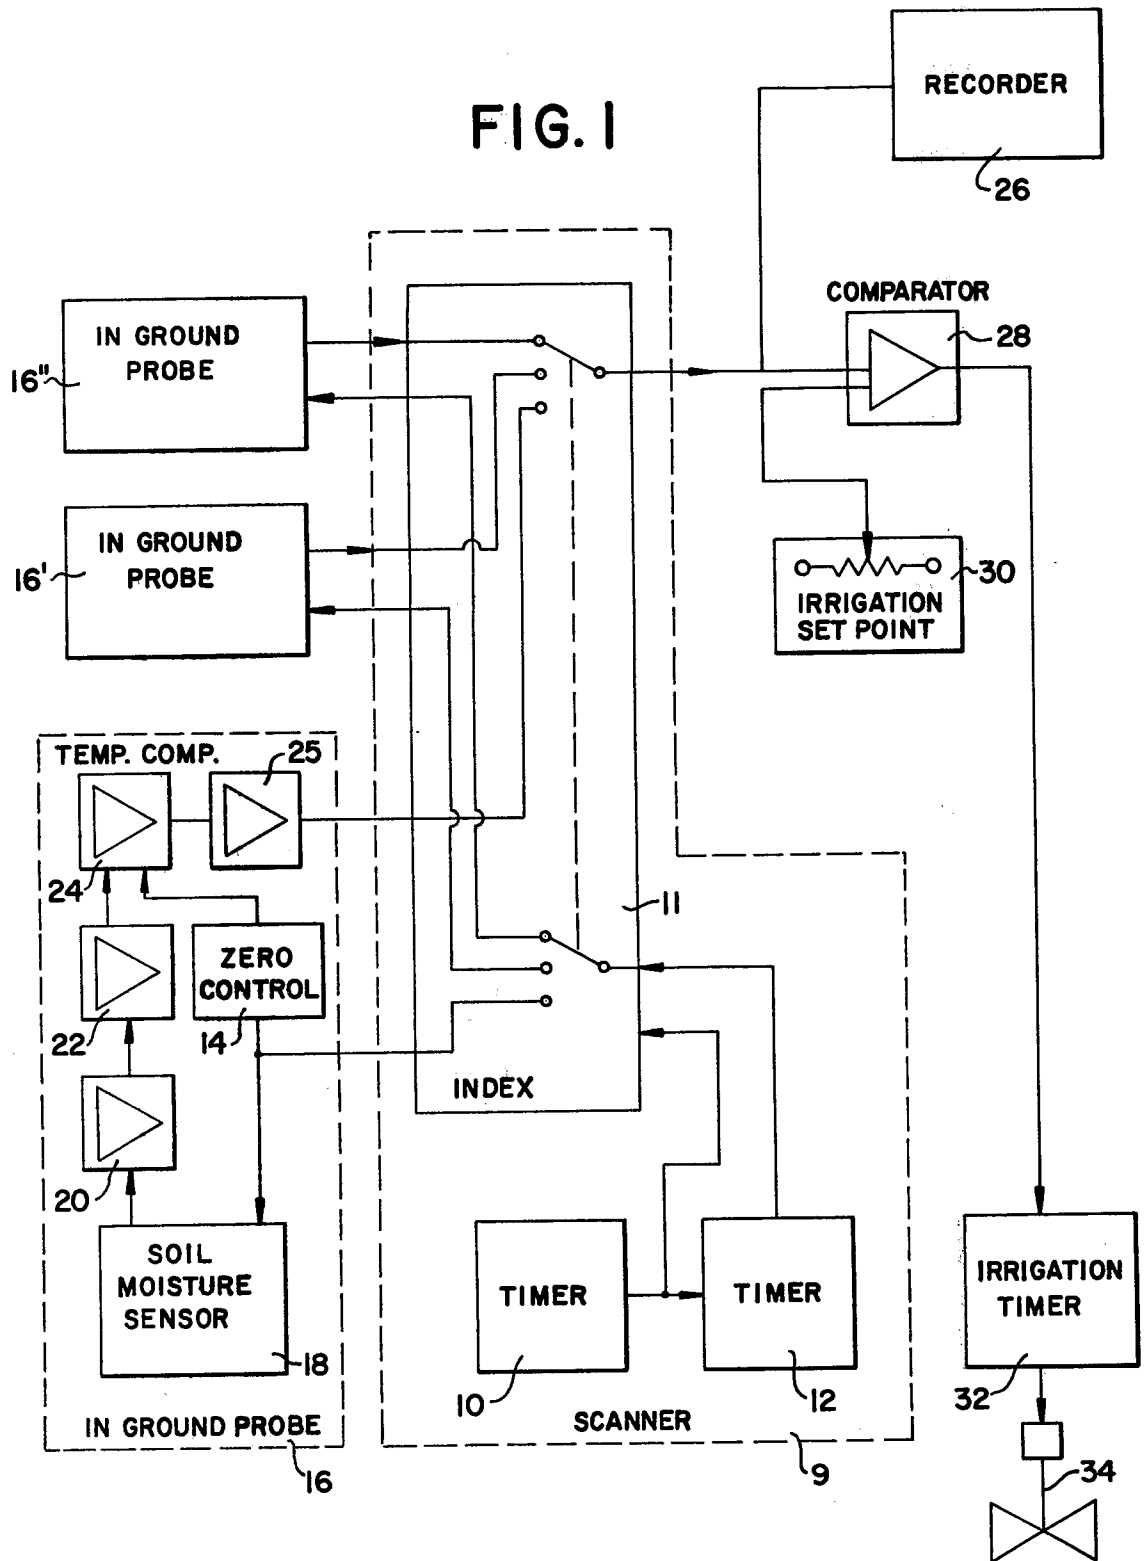 FIG. 1
RECORDER
26
COMPARATOR
28
IN GROUND
PROBE
16"
IN GROUND
PROBE
16'
30
IRRIGATION
SET POINT
TEMP. COMP.
25
24
11
ZERO
CONTROL
14
22
INDEX
20
SOIL
MOISTURE
SENSOR
18
TIMER
10
TIMER
12
IRRIGATION
TIMER
32
IN GROUND PROBE
16
SCANNER
9
34